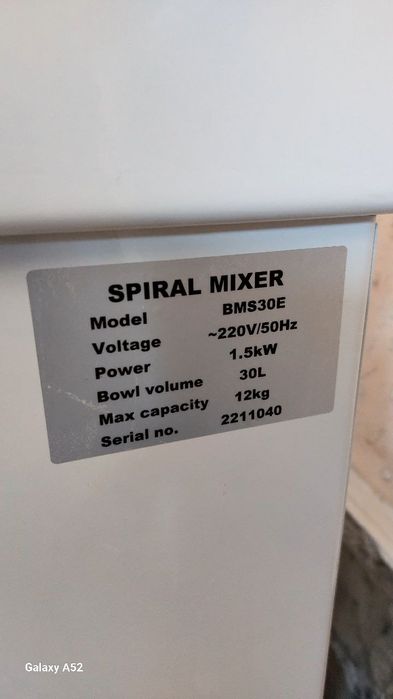 SPIRAL MIXER
Model BMS30E
Voltage ~220V/50Hz
Power 1.5kW
Bowl volume 30L
Max capacity 12kg
Serial no. 2211040
Galaxy A52